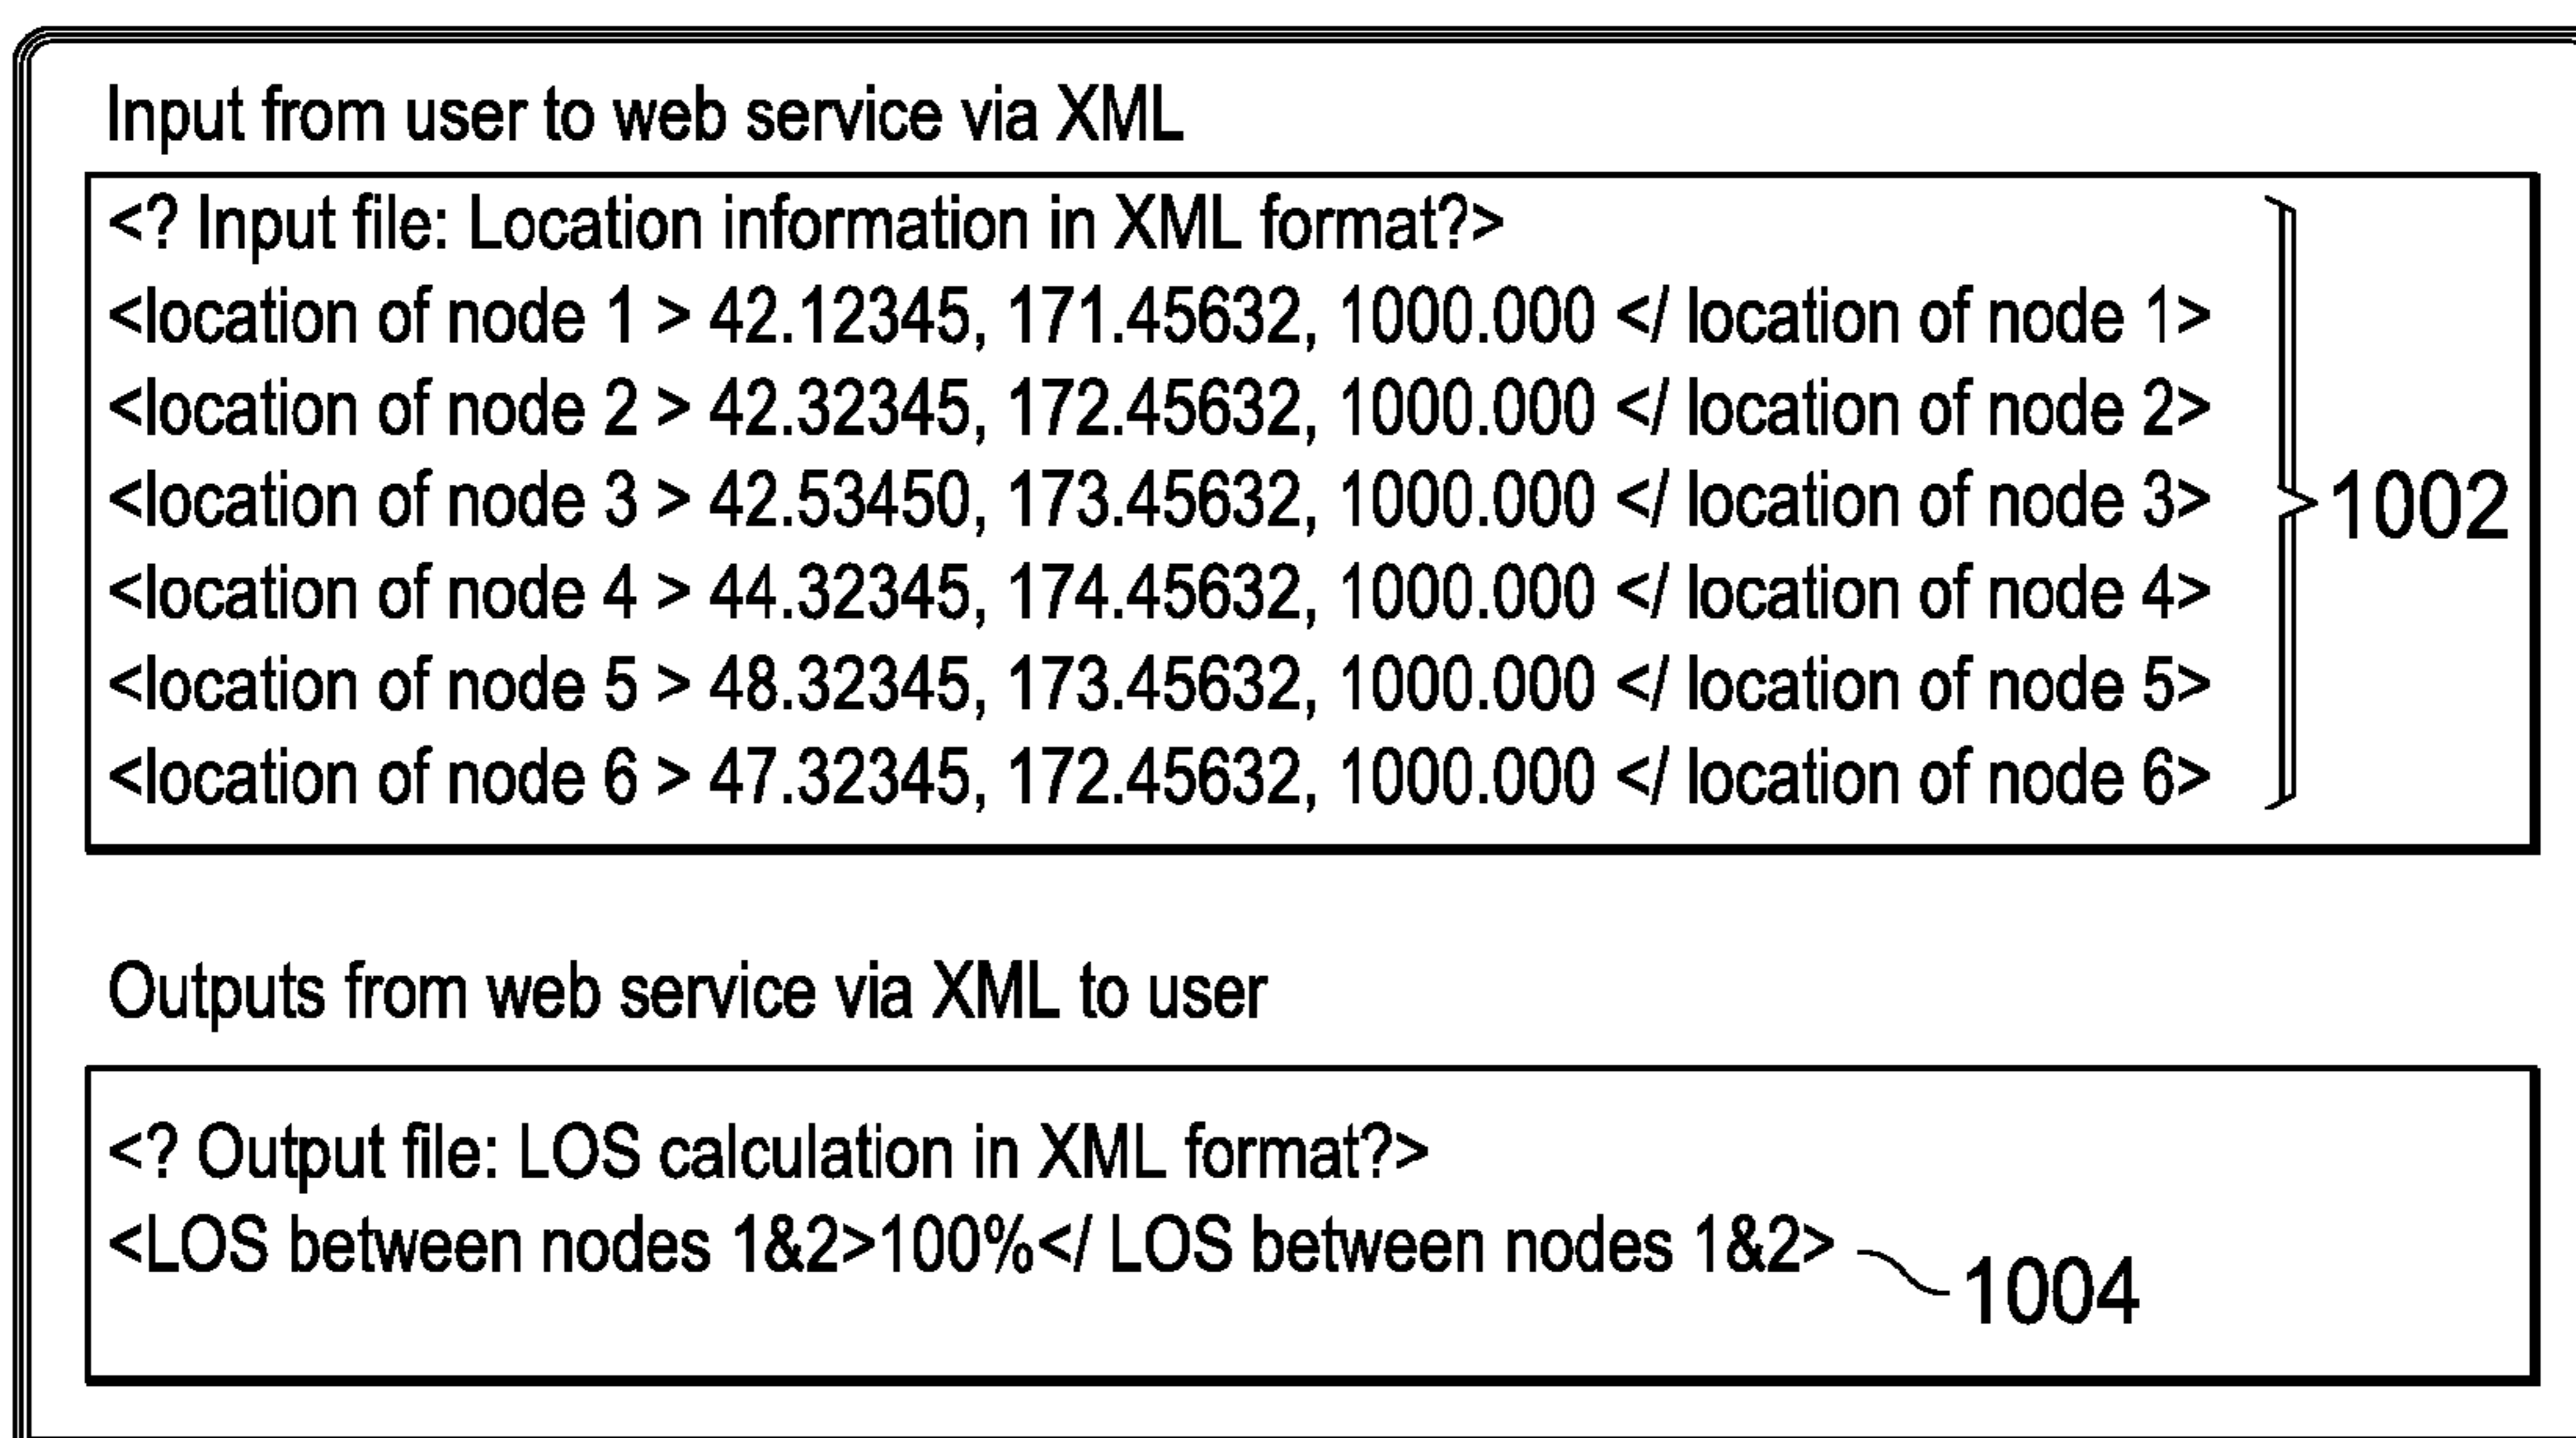 Input from user to web service via XML
<? Input file: Location information in XML format?>
<location of node 1 > 42.12345, 171.45632, 1000.000 </ location of node 1>
<location of node 2 > 42.32345, 172.45632, 1000.000 </ location of node 2>
<location of node 3 > 42.53450, 173.45632, 1000.000 </ location of node 3>
<location of node 4 > 44.32345, 174.45632, 1000.000 </ location of node 4>
<location of node 5 > 48.32345, 173.45632, 1000.000 </ location of node 5>
<location of node 6 > 47.32345, 172.45632, 1000.000 </ location of node 6>
1002
Outputs from web service via XML to user
<? Output file: LOS calculation in XML format?>
<LOS between nodes 1&2>100%</ LOS between nodes 1&2>
1004